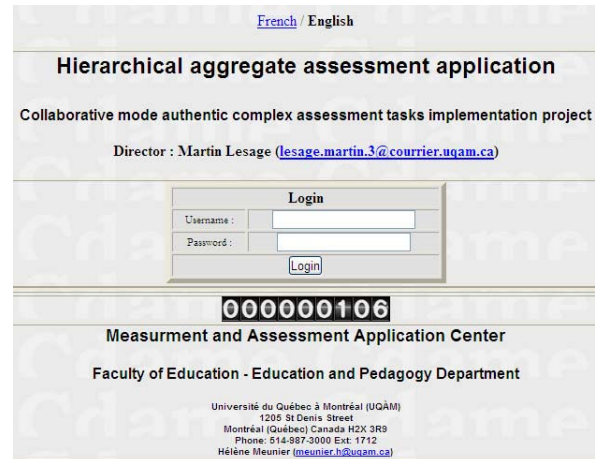 French / English
Hierarchical aggregate assessment application
Collaborative mode authentic complex assessment tasks implementation project
Director : Martin Lesage (lesage.martin.3@courrier.uqam.ca)
Login
Username :
Password :
Login
000000106
Measurment and Assessment Application Center
Faculty of Education - Education and Pedagogy Department
Université du Québec à Montréal (UQÀM)
1205 St Denis Street
Montréal (Québec) Canada H2X 3R9
Phone: 514-987-3000 Ext: 1712
Hélène Meunier (meunier.h@uqam.ca)